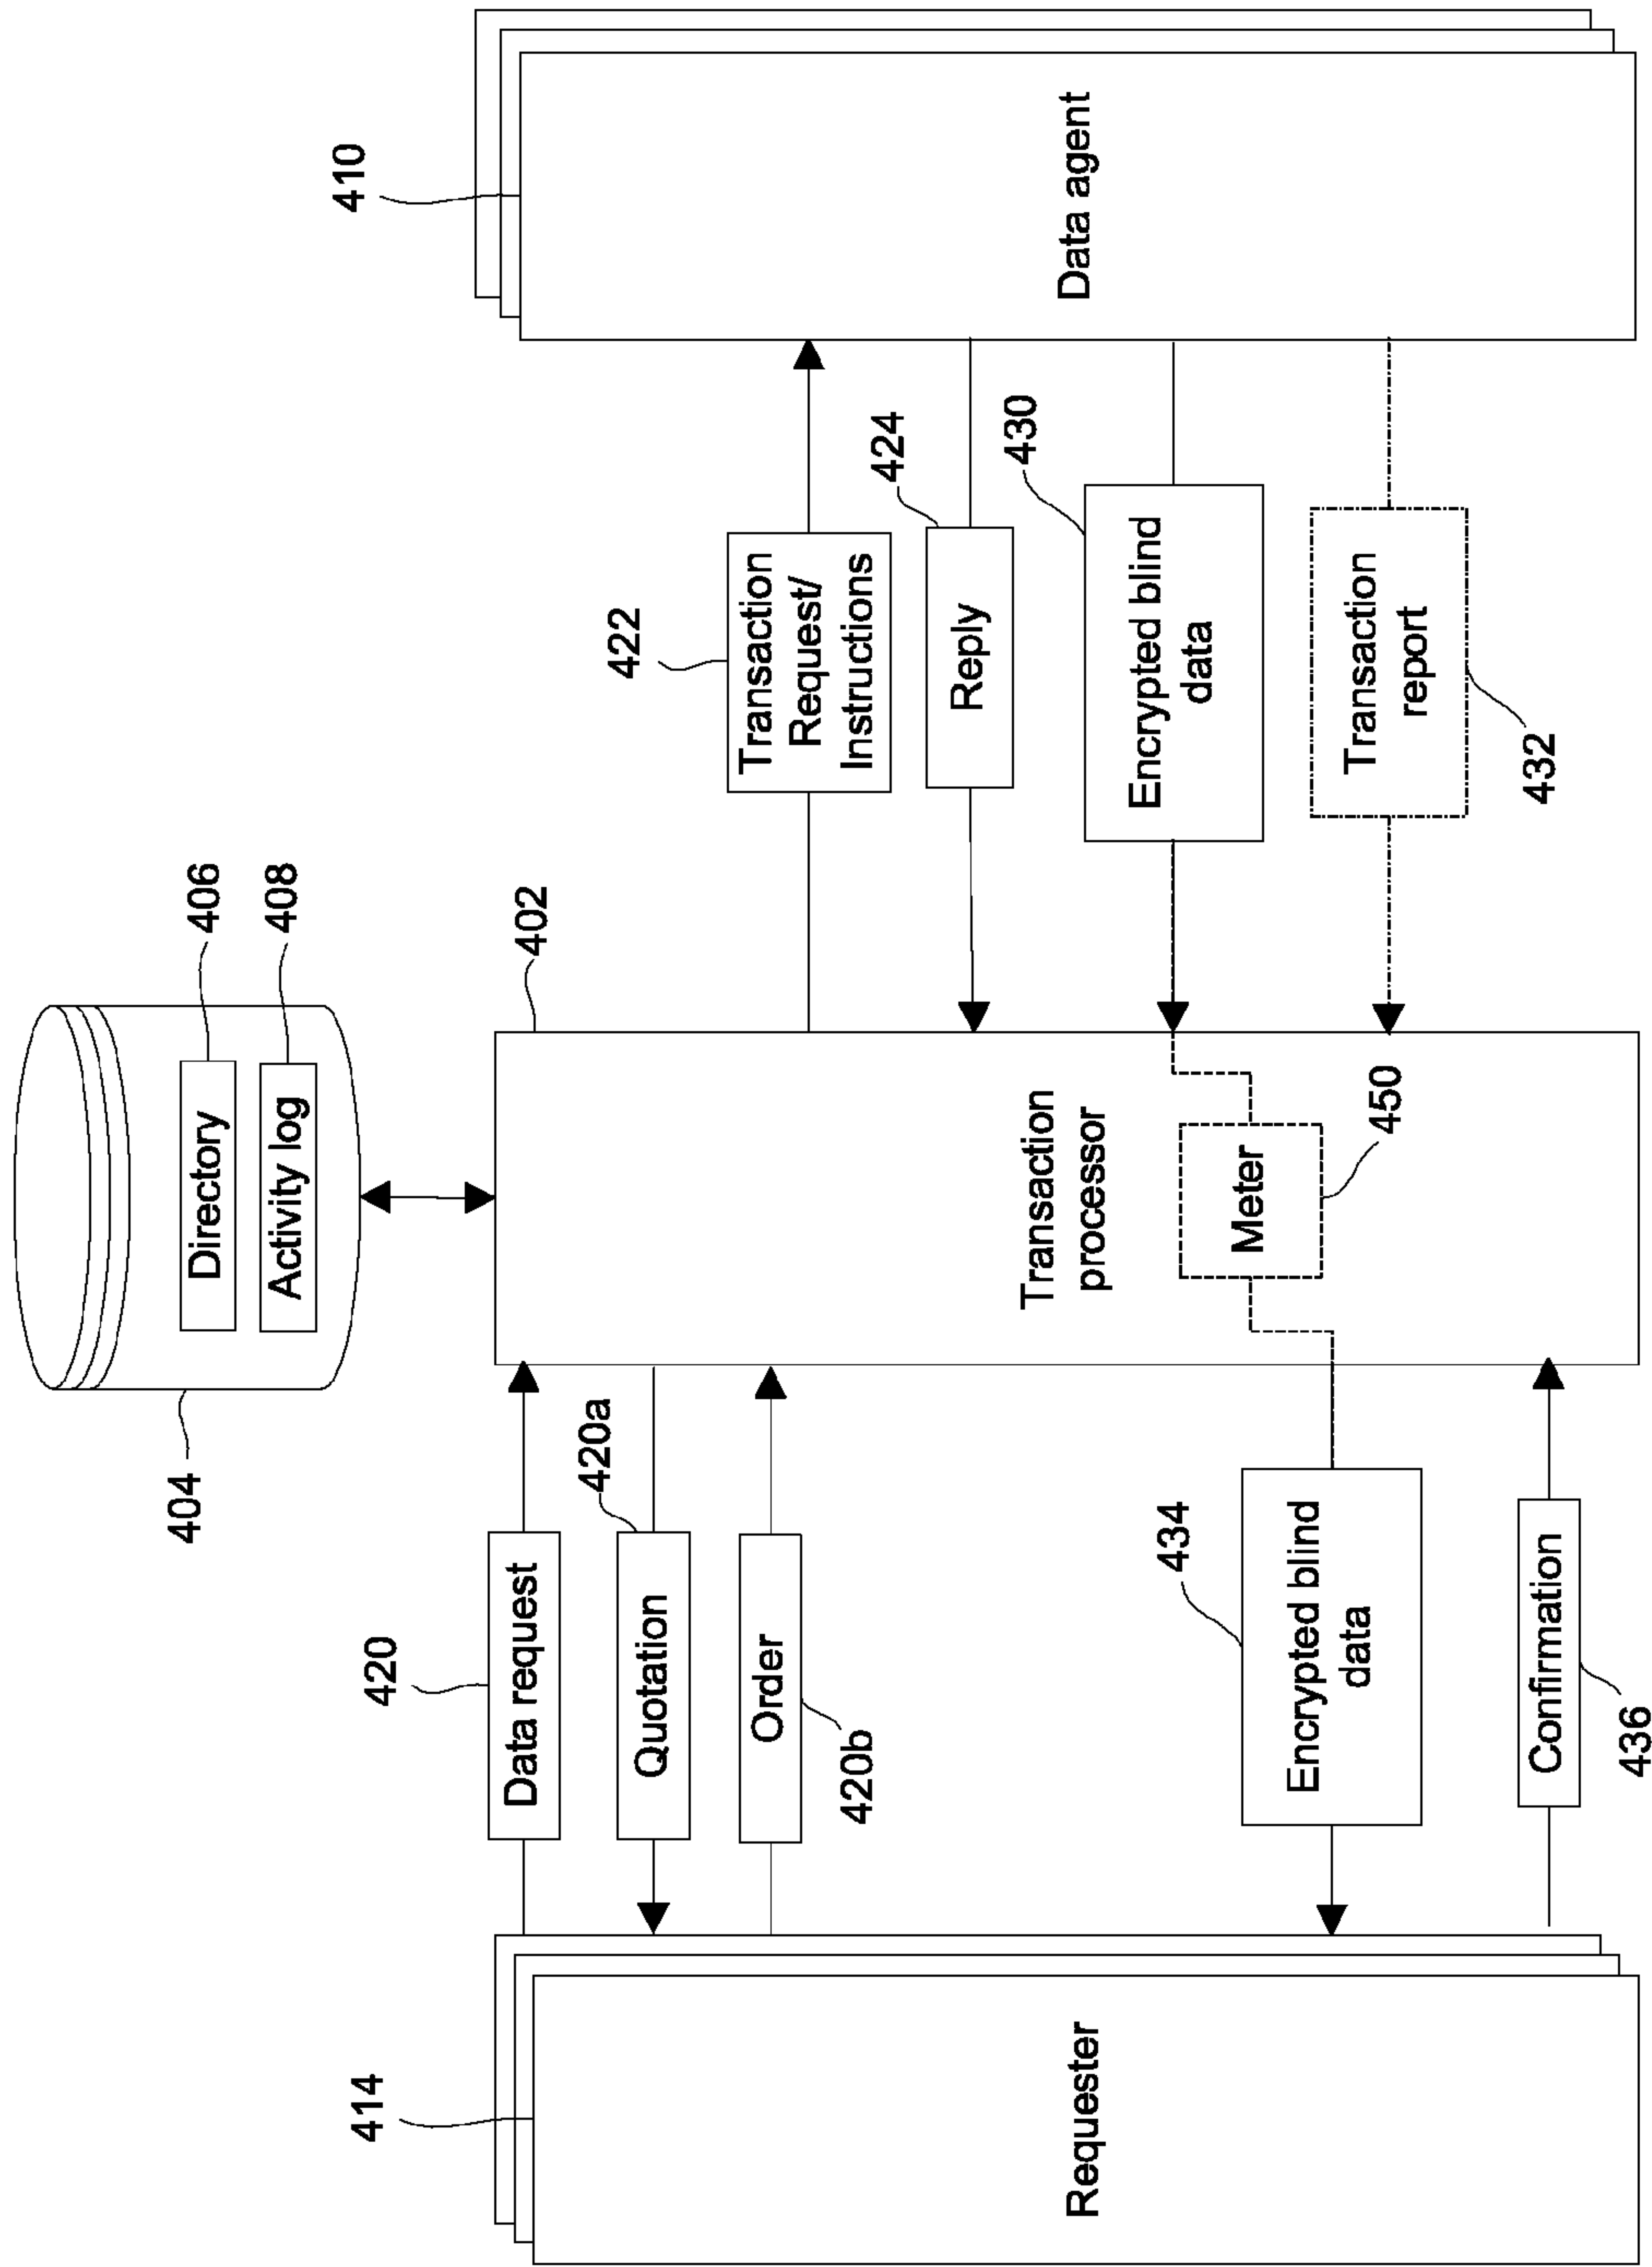 404
Directory
406
Activity log
408
402
414
Requester
410
Data agent
420
Data request
420a
Quotation
Order
420b
422
Transaction
Request/
Instructions
424
Reply
Transaction
processor
430
Encrypted blind
data
Meter
450
434
Encrypted blind
data
Transaction
report
432
Confirmation
436